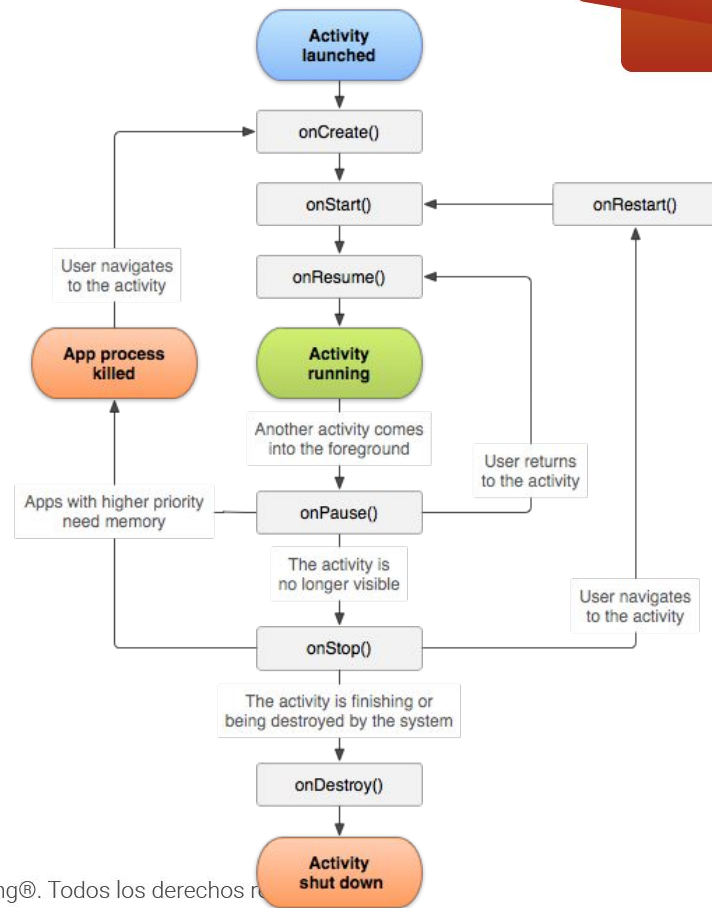 Activity
launched
onCreate()
onStart()
onRestart()
User navigates
to the activity
onResume()
App process
killed
Activity
running
Another activity comes
into the foreground
User returns
to the activity
Apps with higher priority
need memory
onPause()
The activity is
no longer visible
User navigates
to the activity
onStop()
The activity is finishing or
being destroyed by the system
onDestroy()
Activity
shut down
Todos los derechos